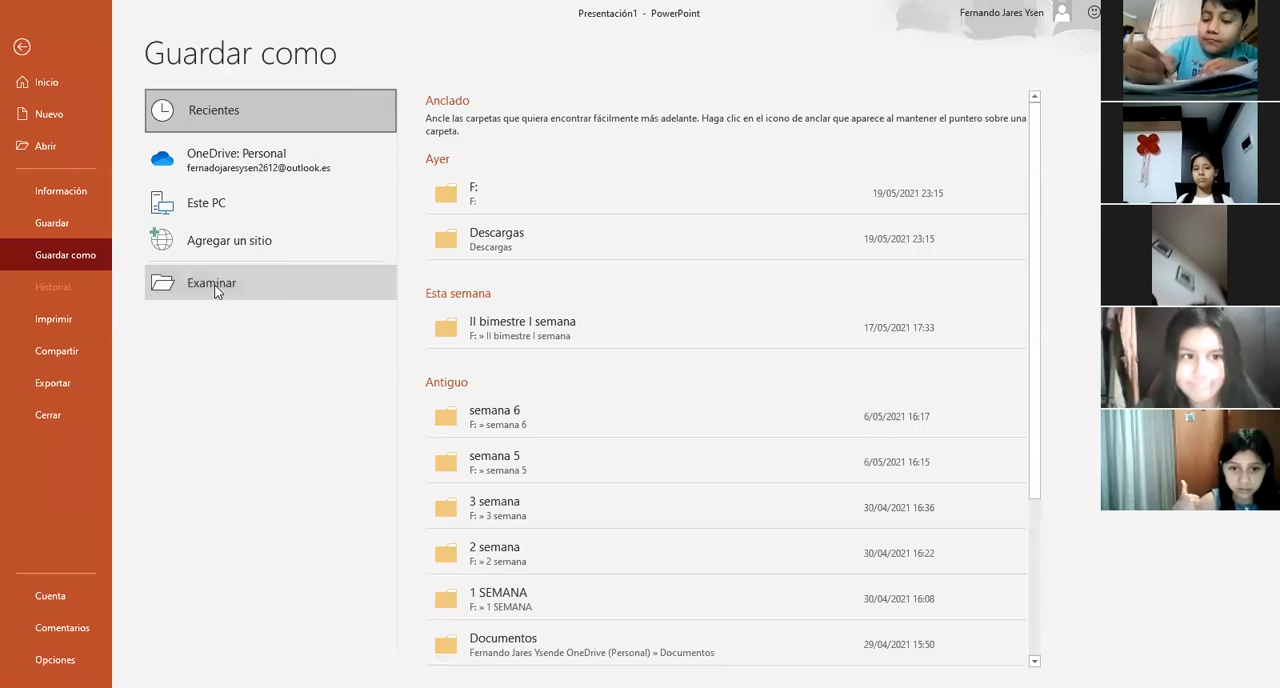 Presentación1 - PowerPoint
Fernando Jares Ysen
Guardar como
Inicio
Nuevo
Abrir
Información
Guardar
Guardar como
Historial
Imprimir
Compartir
Exportar
Cerrar
Cuenta
Comentarios
Opciones
Recientes
OneDrive: Personal
fernadojaresysen2612@outlook.es
Este PC
Agregar un sitio
Examinar
Anclado
Ancle las carpetas que quiera encontrar fácilmente más adelante. Haga clic en el icono de anclar que aparece al mantener el puntero sobre una
carpeta.
Ayer
F: 19/05/2021 23:15
F:
Descargas 19/05/2021 23:15
Descargas
Esta semana
II bimestre I semana 17/05/2021 17:33
F: » II bimestre I semana
Antiguo
semana 6 6/05/2021 16:17
F: » semana 6
semana 5 6/05/2021 16:15
F: » semana 5
3 semana 30/04/2021 16:36
F: » 3 semana
2 semana 30/04/2021 16:22
F: » 2 semana
1 SEMANA 30/04/2021 16:08
F: » 1 SEMANA
Documentos 29/04/2021 15:50
Fernando Jares Ysende OneDrive (Personal) » Documentos